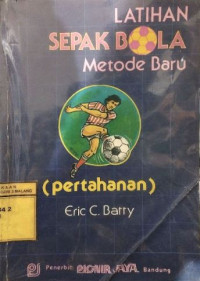 LATIHAN
SEPAK BOLA
Metode Baru
(pertahanan)
Eric C. Batty
Penerbit PIONIR JAYA Bandung